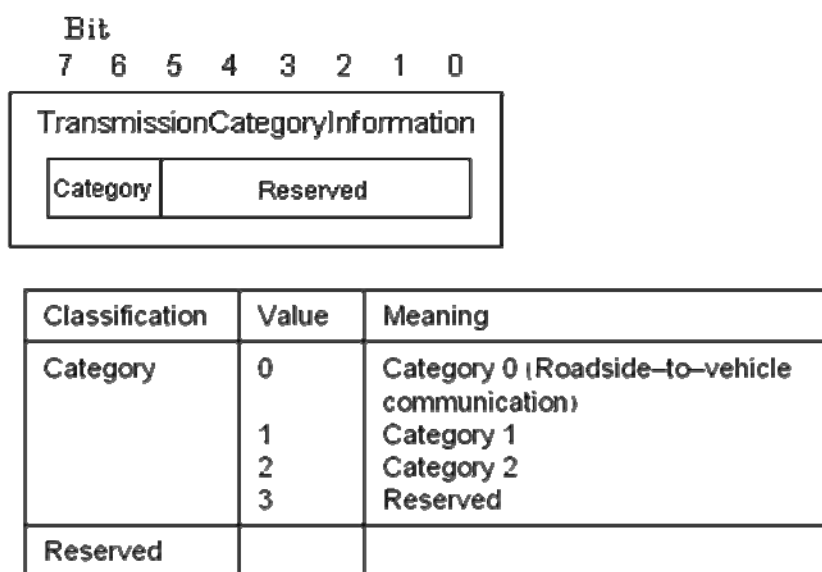 Bit
7 6 5 4 3 2 1 0
TransmissionCategoryInformation
Category Reserved
Classification Value Meaning
Category 0 Category 0 (Roadside–to–vehicle
communication)
1 Category 1
2 Category 2
3 Reserved
Reserved